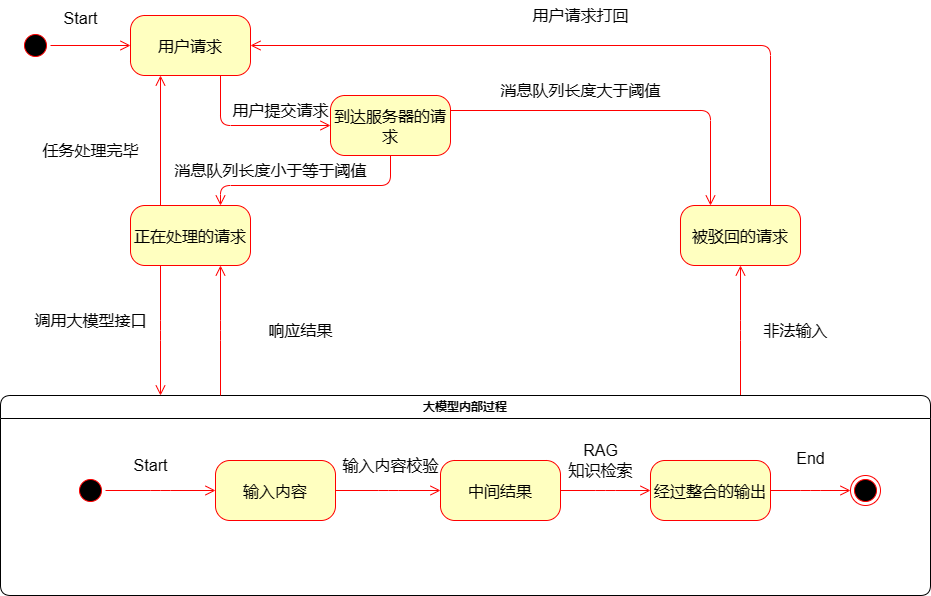 Start
用户请求
用户请求打回
用户提交请求
到达服务器的请
求
消息队列长度大于阈值
任务处理完毕
消息队列长度小于等于阈值
正在处理的请求
被驳回的请求
调用大模型接口
响应结果
非法输入
大模型内部过程
Start
输入内容
输入内容校验
中间结果
RAG
知识检索
经过整合的输出
End